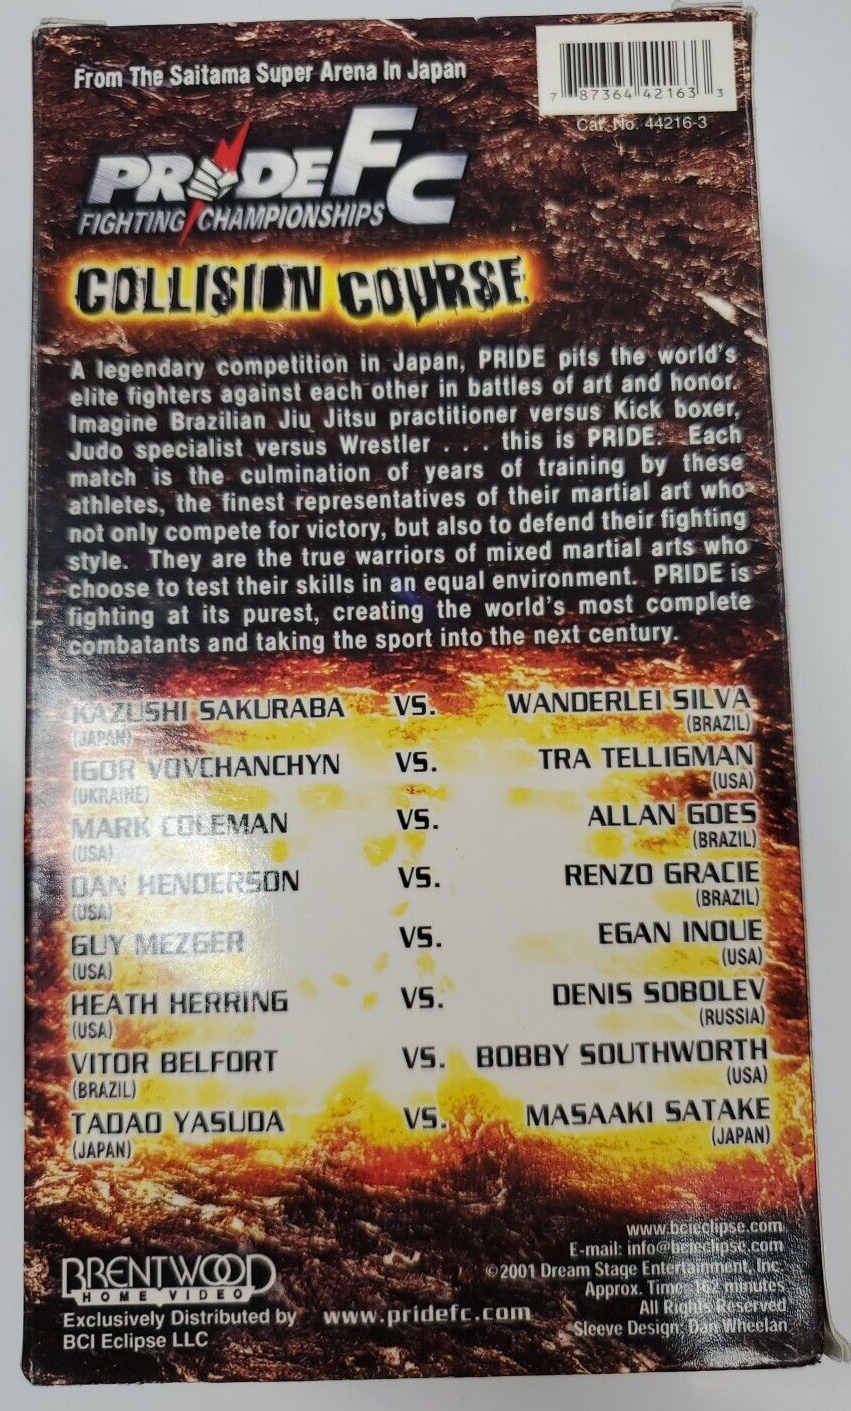 From The Saitama Super Arena In Japan
7 87364 42163 3
Cat. No. 44216-3
PRIDE FC
FIGHTING CHAMPIONSHIPS
COLLISION COURSE
A legendary competition in Japan, PRIDE pits the world's
elite fighters against each other in battles of art and honor.
Imagine Brazilian Jiu Jitsu practitioner versus Kick boxer,
Judo specialist versus Wrestler . . . this is PRIDE. Each
match is the culmination of years of training by these
athletes, the finest representatives of their martial art who
not only compete for victory, but also to defend their fighting
style. They are the true warriors of mixed martial arts who
choose to test their skills in an equal environment. PRIDE is
fighting at its purest, creating the world's most complete
combatants and taking the sport into the next century.
KAZUSHI SAKURABA VS. WANDERLEI SILVA
(JAPAN) (BRAZIL)
IGOR VOVCHANCHYN VS. TRA TELLIGMAN
(UKRAINE) (USA)
MARK COLEMAN VS. ALLAN GOES
(USA) (BRAZIL)
DAN HENDERSON VS. RENZO GRACIE
(USA) (BRAZIL)
GUY MEZGER VS. EGAN INOUE
(USA) (USA)
HEATH HERRING VS. DENIS SOBOLEV
(USA) (RUSSIA)
VITOR BELFORT VS. BOBBY SOUTHWORTH
(BRAZIL) (USA)
TADAO YASUDA VS. MASAAKI SATAKE
(JAPAN) (JAPAN)
BRENTWOOD
HOME VIDEO
Exclusively Distributed by
BCI Eclipse LLC
www.pridefc.com
www.bcieclipse.com
E-mail: info@bcieclipse.com
©2001 Dream Stage Entertainment, Inc.
Approx. Time: 162 minutes
All Rights Reserved
Sleeve Design: Dan Wheelan